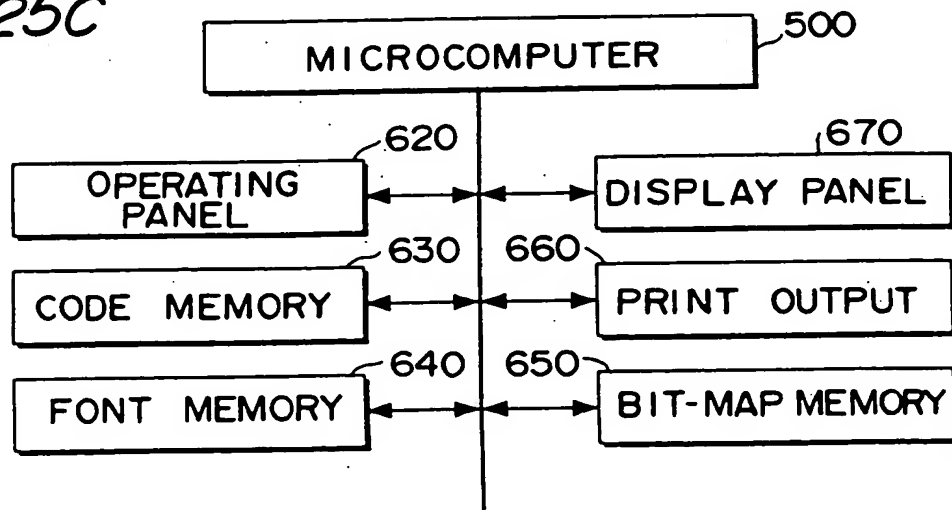 25C
MICROCOMPUTER
500
620
670
OPERATING
PANEL
DISPLAY PANEL
630
660
CODE MEMORY
PRINT OUTPUT
640
650
FONT MEMORY
BIT-MAP MEMORY